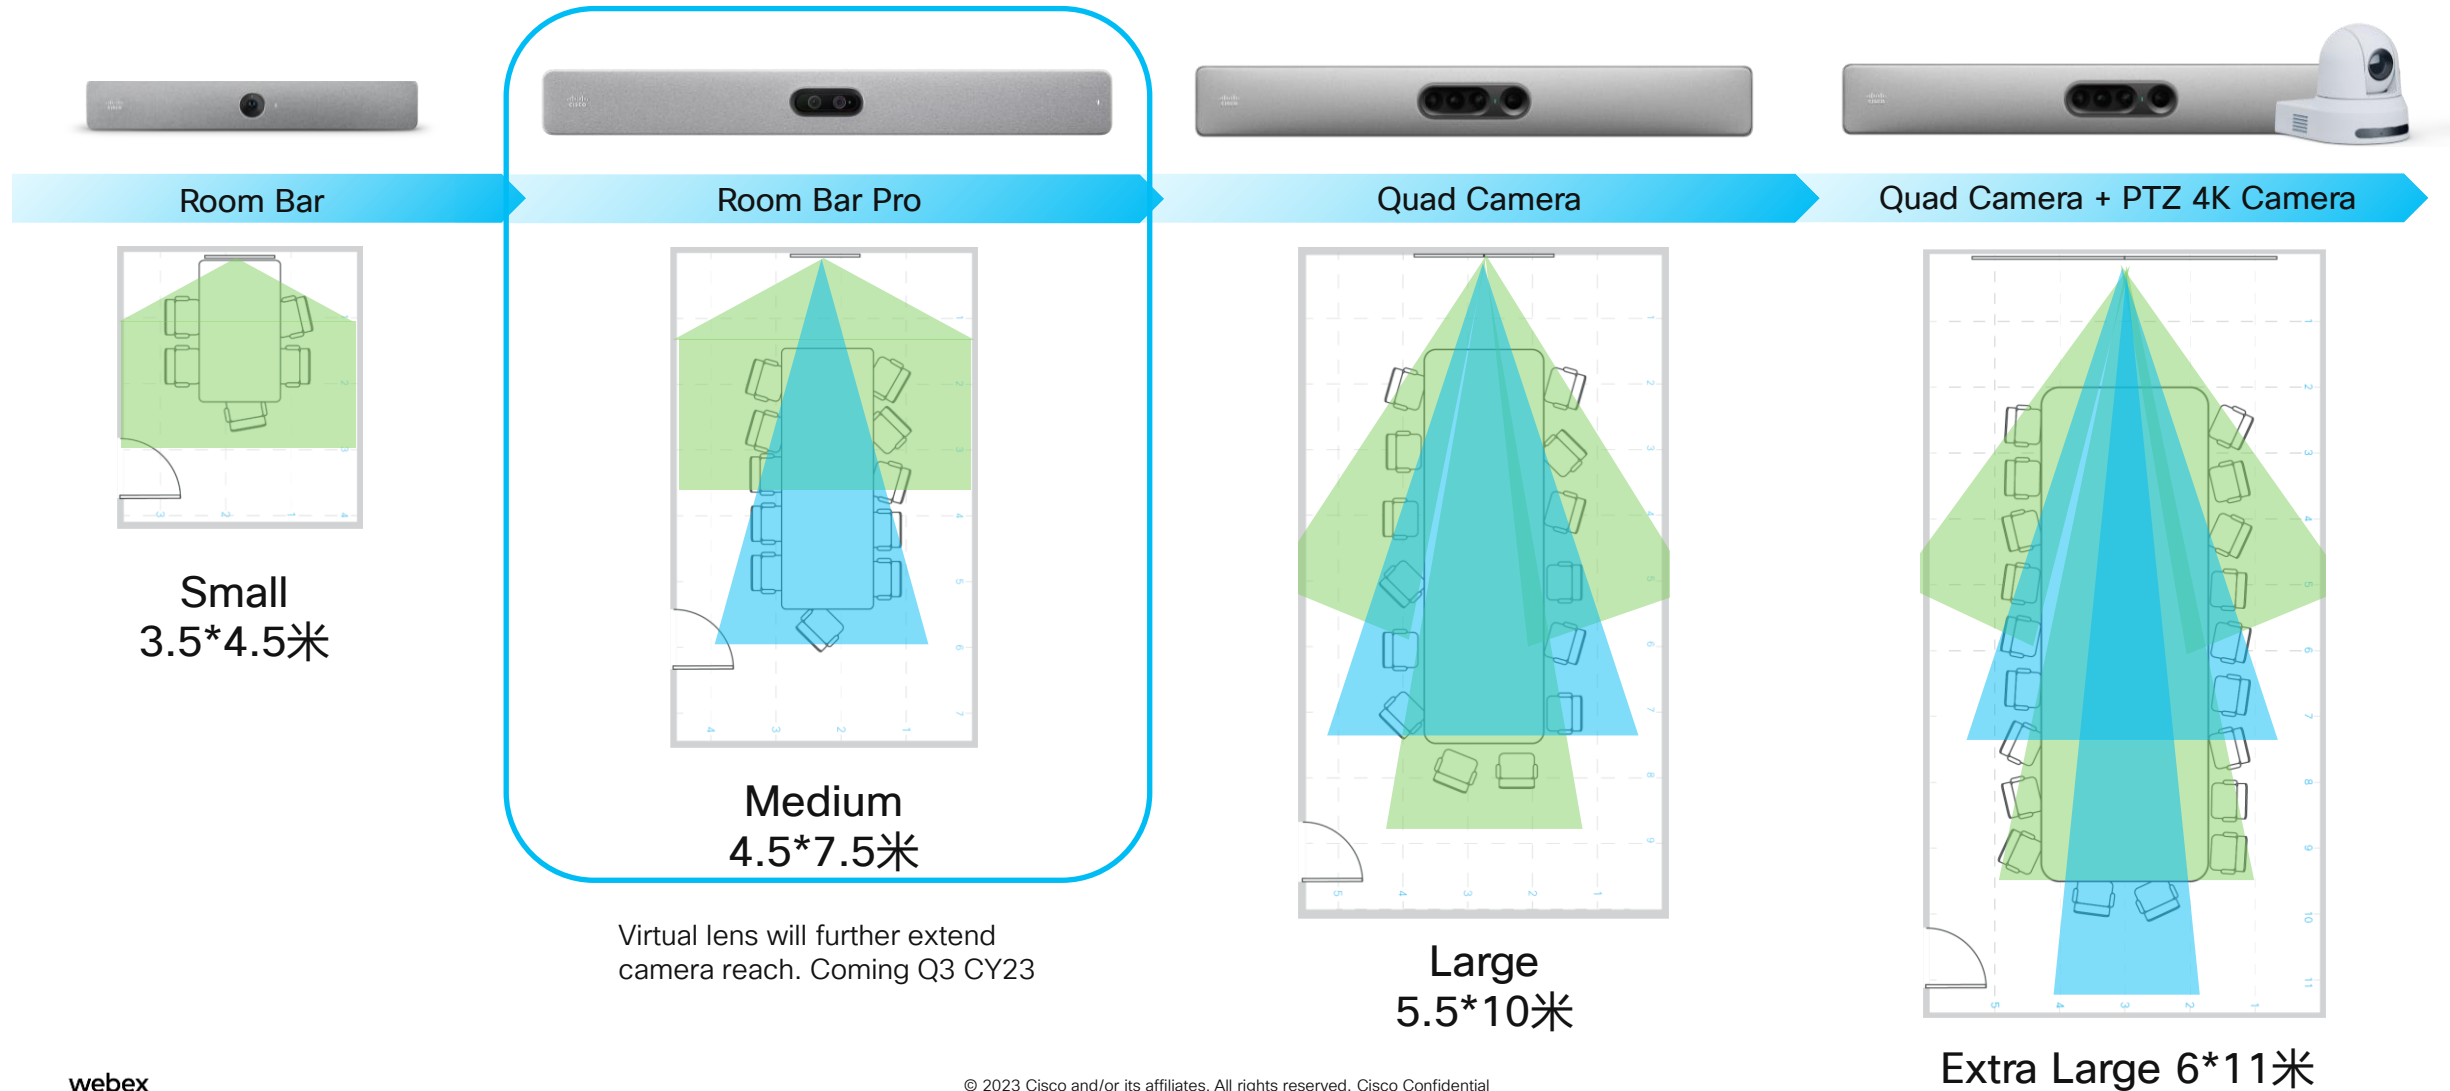 Room Bar
Room Bar Pro
Quad Camera
Quad Camera + PTZ 4K Camera
Small
3.5*4.5米
Medium
4.5*7.5米
Virtual lens will further extend
camera reach. Coming Q3 CY23
Large
5.5*10米
Extra Large 6*11米
webex
© 2023 Cisco and/or its affiliates. All rights reserved. Cisco Confidential